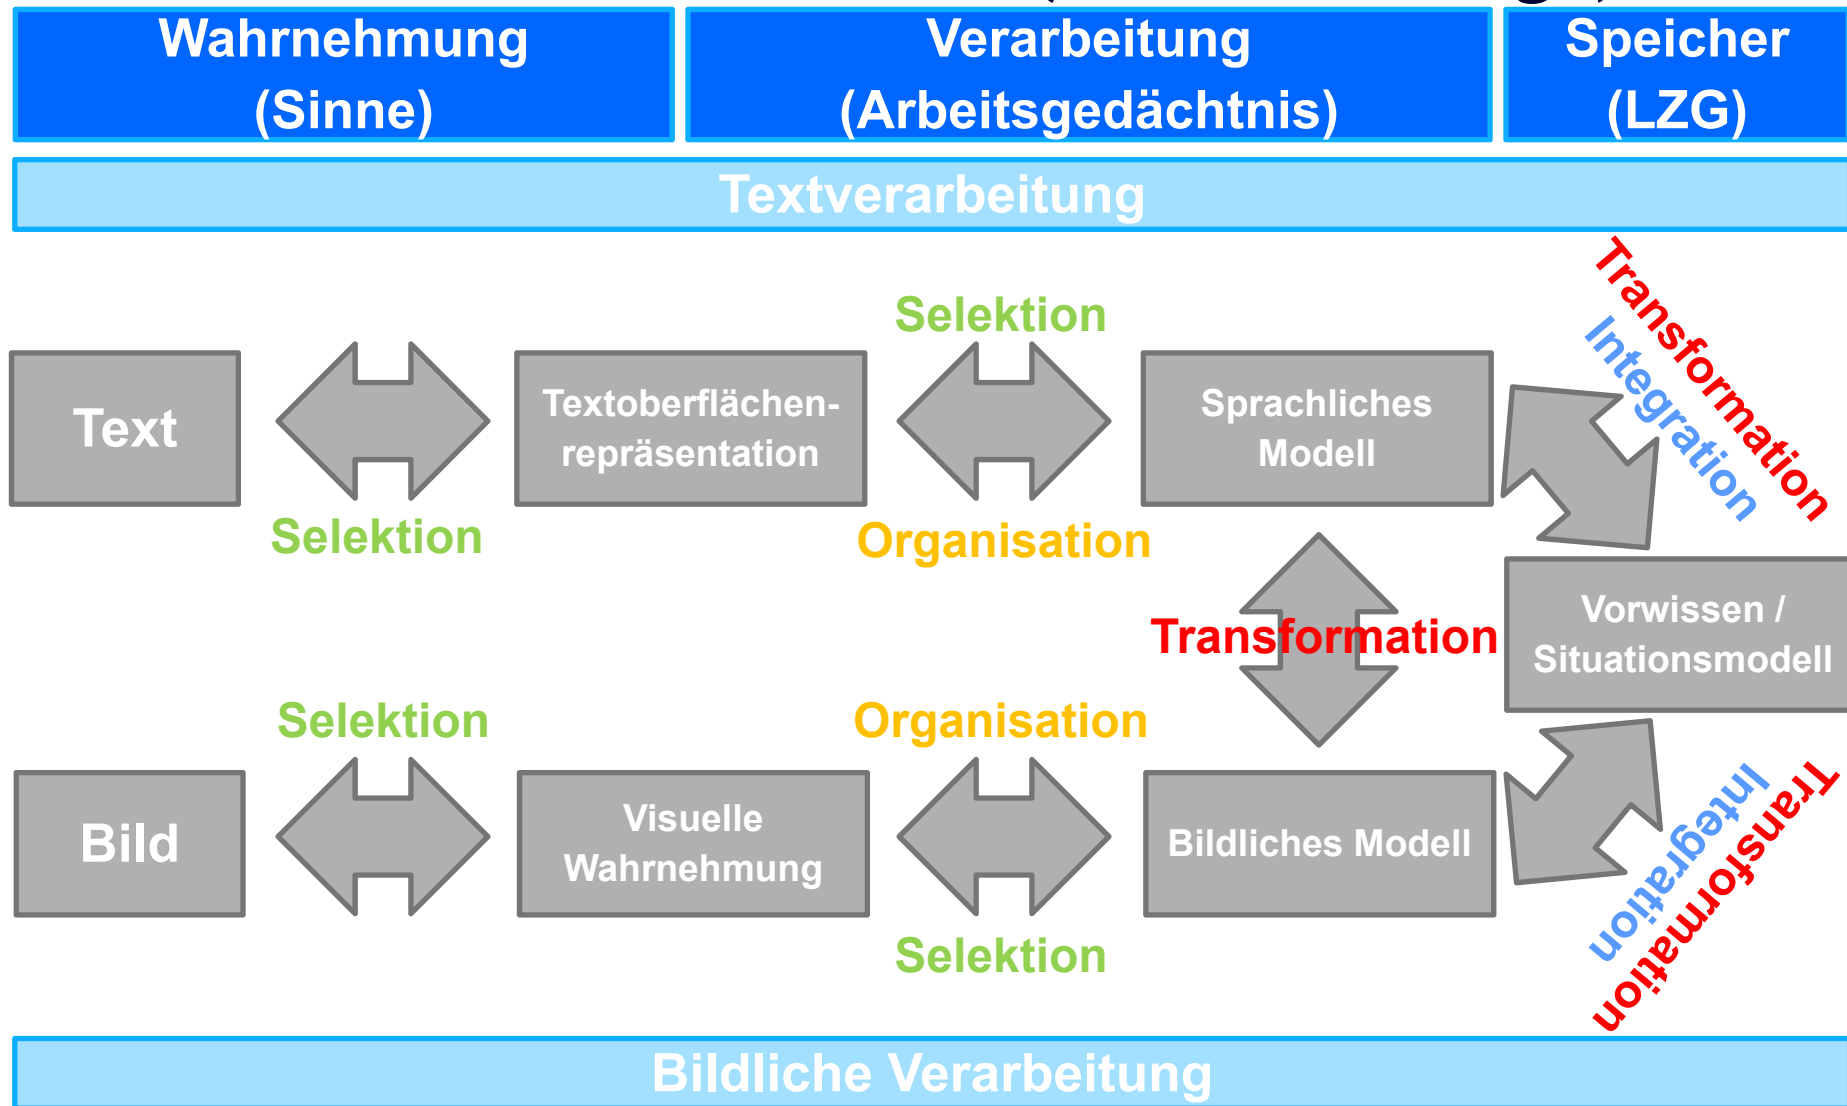 Wahrnehmung
(Sinne)
Verarbeitung
(Arbeitsgedächtnis)
Speicher
(LZG)
Textverarbeitung
Text
Selektion
Textoberflächen-
repräsentation
Selektion
Organisation
Sprachliches
Modell
Transformation
Integration
Transformation
Vorwissen /
Situationsmodell
Bild
Selektion
Visuelle
Wahrnehmung
Organisation
Selektion
Bildliches Modell
Integration
Transformation
Bildliche Verarbeitung